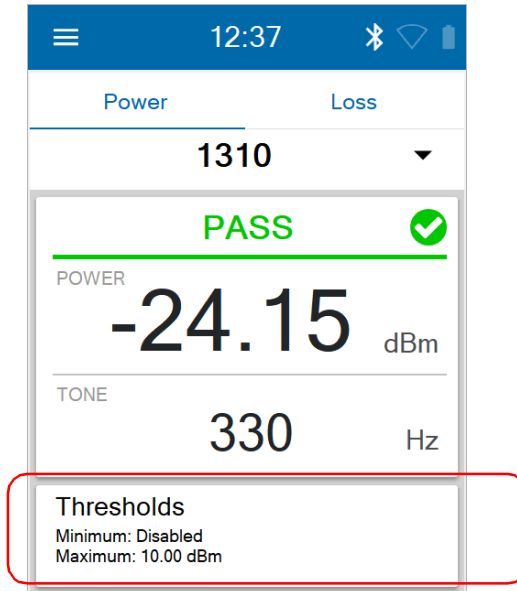 12:37
Power Loss
1310
PASS
POWER
-24.15 dBm
TONE
330 Hz
Thresholds
Minimum: Disabled
Maximum: 10.00 dBm